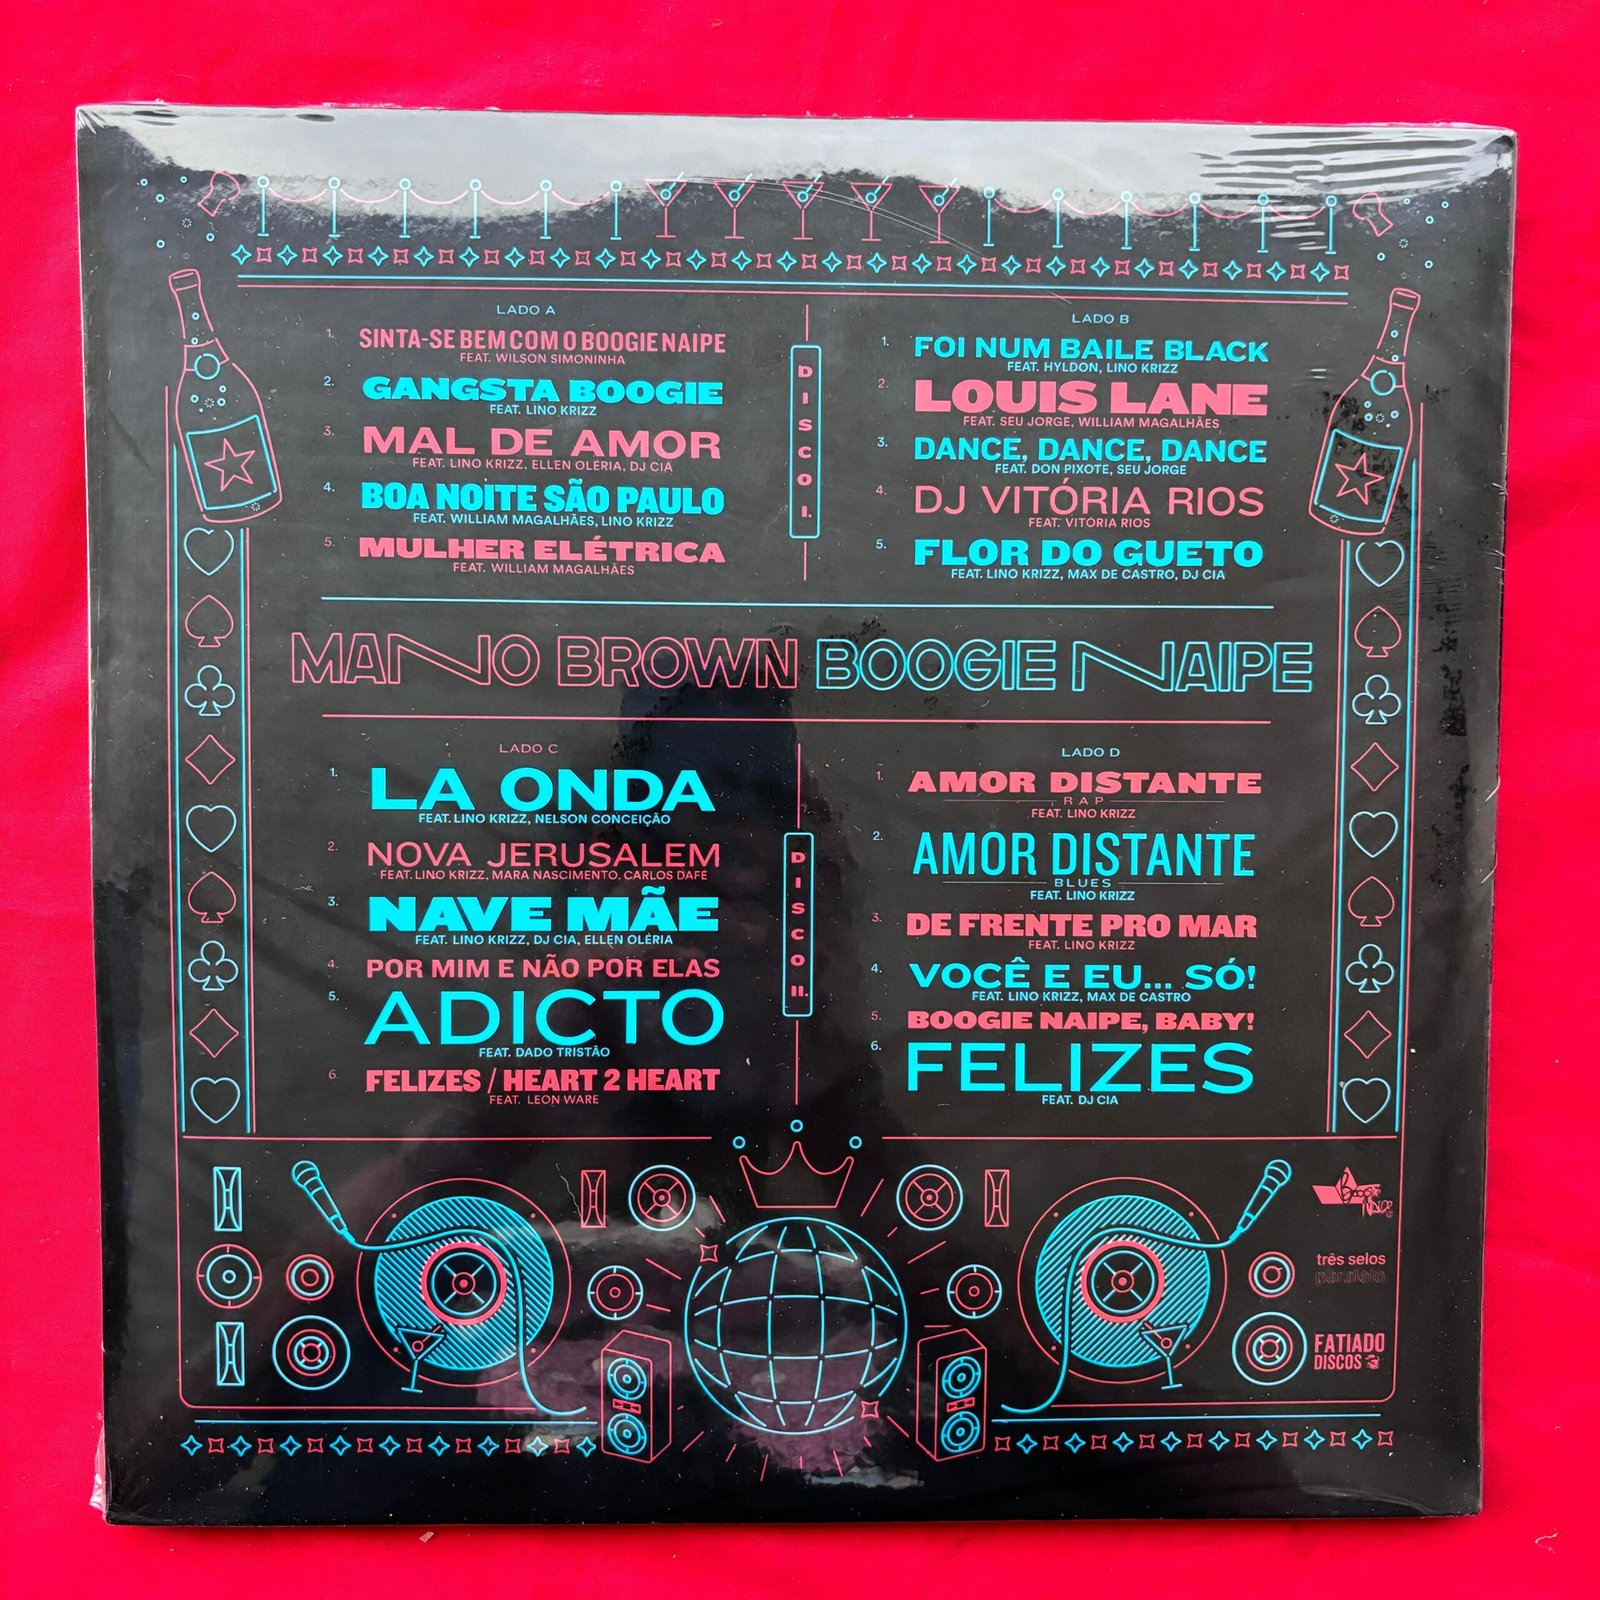 LADO A
1. SINTA-SE BEM COM O BOOGIE NAIPE
FEAT. WILSON SIMONINHA
2. GANGSTA BOOGIE
FEAT. LINO KRIZZ
3. MAL DE AMOR
FEAT. LINO KRIZZ, ELLEN OLÉRIA, DJ CIA
4. BOA NOITE SÃO PAULO
FEAT. WILLIAM MAGALHÃES, LINO KRIZZ
5. MULHER ELÉTRICA
FEAT. WILLIAM MAGALHÃES
DISCO I.
LADO B
1. FOI NUM BAILE BLACK
FEAT. HYLDON, LINO KRIZZ
2. LOUIS LANE
FEAT. SEU JORGE, WILLIAM MAGALHÃES
3. DANCE, DANCE, DANCE
FEAT. DON PIXOTE, SEU JORGE
4. DJ VITÓRIA RIOS
FEAT. VITÓRIA RIOS
5. FLOR DO GUETO
FEAT. LINO KRIZZ, MAX DE CASTRO, DJ CIA
MANO BROWN BOOGIE NAIPE
LADO C
1. LA ONDA
FEAT. LINO KRIZZ, NELSON CONCEIÇÃO
2. NOVA JERUSALEM
FEAT. LINO KRIZZ, MARA NASCIMENTO, CARLOS DAFÉ
3. NAVE MÃE
FEAT. LINO KRIZZ, DJ CIA, ELLEN OLÉRIA
4. POR MIM E NÃO POR ELAS
5. ADICTO
FEAT. DADO TRISTÃO
6. FELIZES / HEART 2 HEART
FEAT. LEON WARE
DISCO II.
LADO D
1. AMOR DISTANTE
RAP
FEAT. LINO KRIZZ
2. AMOR DISTANTE
BLUES
FEAT. LINO KRIZZ
3. DE FRENTE PRO MAR
FEAT. LINO KRIZZ
4. VOCÊ E EU... SÓ!
FEAT. LINO KRIZZ, MAX DE CASTRO
5. BOOGIE NAIPE, BABY!
6. FELIZES
FEAT. DJ CIA
Boogie Naipe
três selos
paralelo
FATIADO
DISCOS